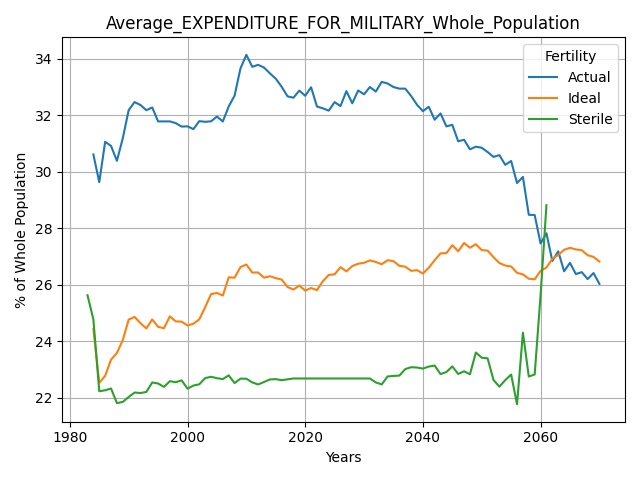 Average_EXPENDITURE_FOR_MILITARY_Whole_Population
Fertility
Actual
Ideal
Sterile
% of Whole Population
34
32
30
28
26
24
22
1980
2000
2020
2040
2060
Years